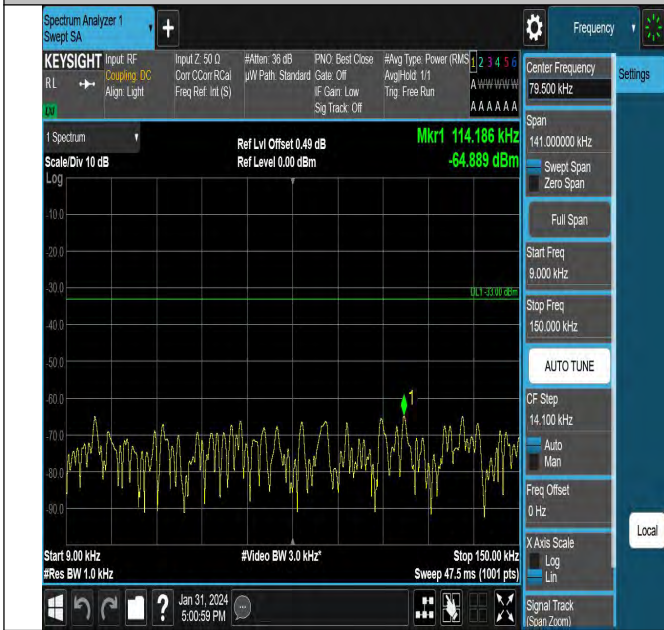 Spectrum Analyzer 1
Swept SA
Frequency
KEYSIGHT
RL
Input: RF
Coupling: DC
Align: Light
Input Z: 50 Ω
Corr CCorr RCal
Freq Ref: Int (S)
#Atten: 36 dB
µW Path: Standard
PNO: Best Close
Gate: Off
IF Gain: Low
Sig Track: Off
#Avg Type: Power (RMS
Avg|Hold: 1/1
Trig: Free Run
1 2 3 4 5 6
A W W W W W
A A A A A A
1 Spectrum
Scale/Div 10 dB
Log
Ref Lvl Offset 0.49 dB
Ref Level 0.00 dBm
Mkr1 114.186 kHz
-64.889 dBm
-10.0
-20.0
-30.0
-40.0
-50.0
-60.0
-70.0
-80.0
-90.0
DL1 -33.00 dBm
1
Start 9.00 kHz
#Res BW 1.0 kHz
#Video BW 3.0 kHz*
Stop 150.00 kHz
Sweep 47.5 ms (1001 pts)
Jan 31, 2024
5:00:59 PM
Center Frequency
79.500 kHz
Settings
Span
141.000000 kHz
Swept Span
Zero Span
Full Span
Start Freq
9.000 kHz
Stop Freq
150.000 kHz
AUTO TUNE
CF Step
14.100 kHz
Auto
Man
Freq Offset
0 Hz
Local
X Axis Scale
Log
Lin
Signal Track
(Span Zoom)